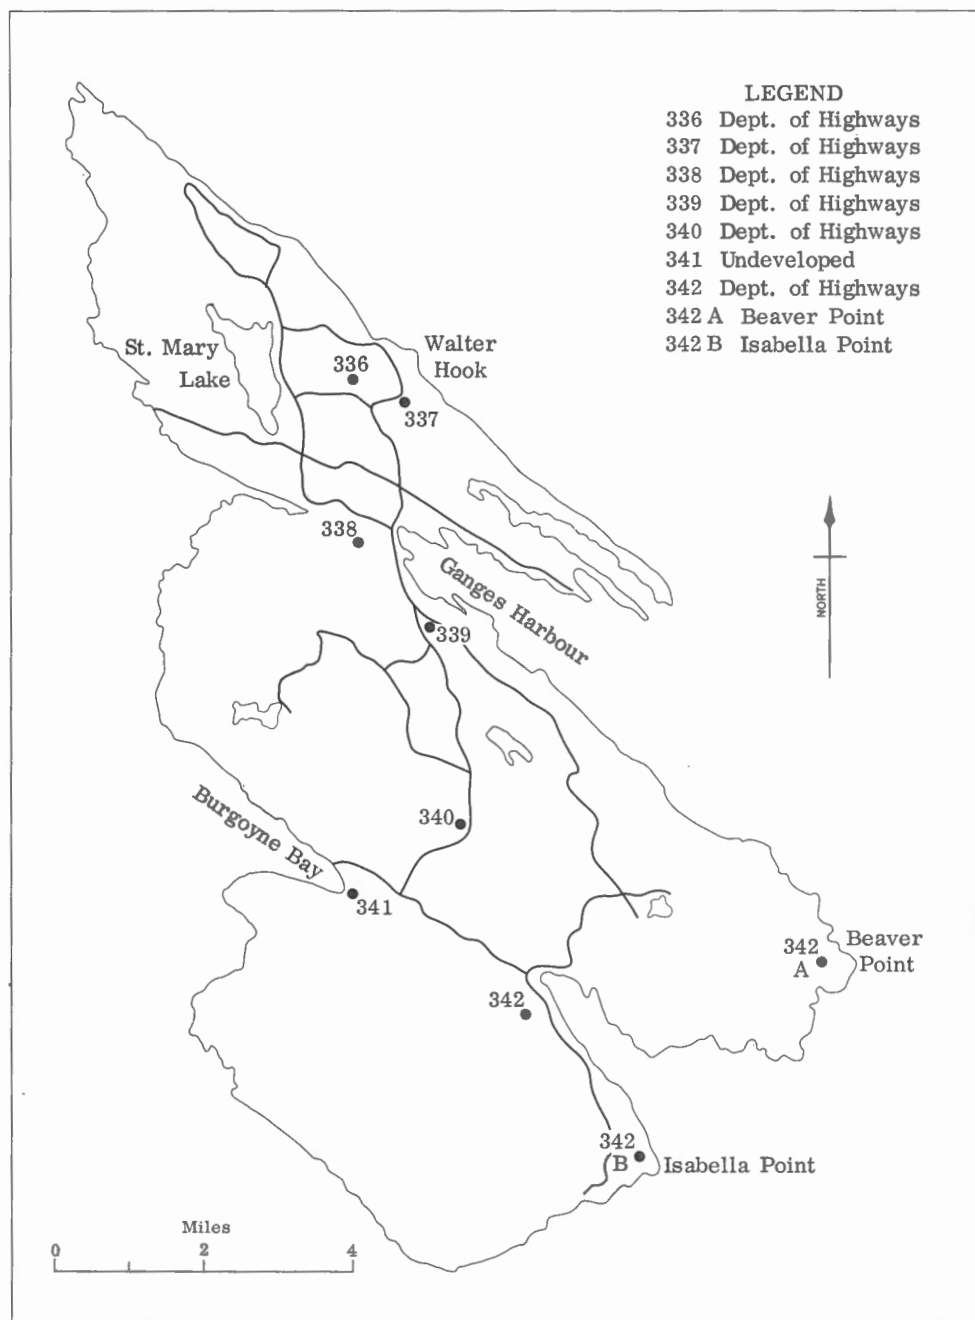 LEGEND
336 Dept. of Highways
337 Dept. of Highways
338 Dept. of Highways
339 Dept. of Highways
340 Dept. of Highways
341 Undeveloped
342 Dept. of Highways
342 A Beaver Point
342 B Isabella Point
St. Mary
Lake
336
Walter
Hook
337
338
Ganges Harbour
NORTH
339
Burgoyne Bay
340
341
342
A
Beaver
Point
342
342
B
Isabella Point
Miles
0 2 4